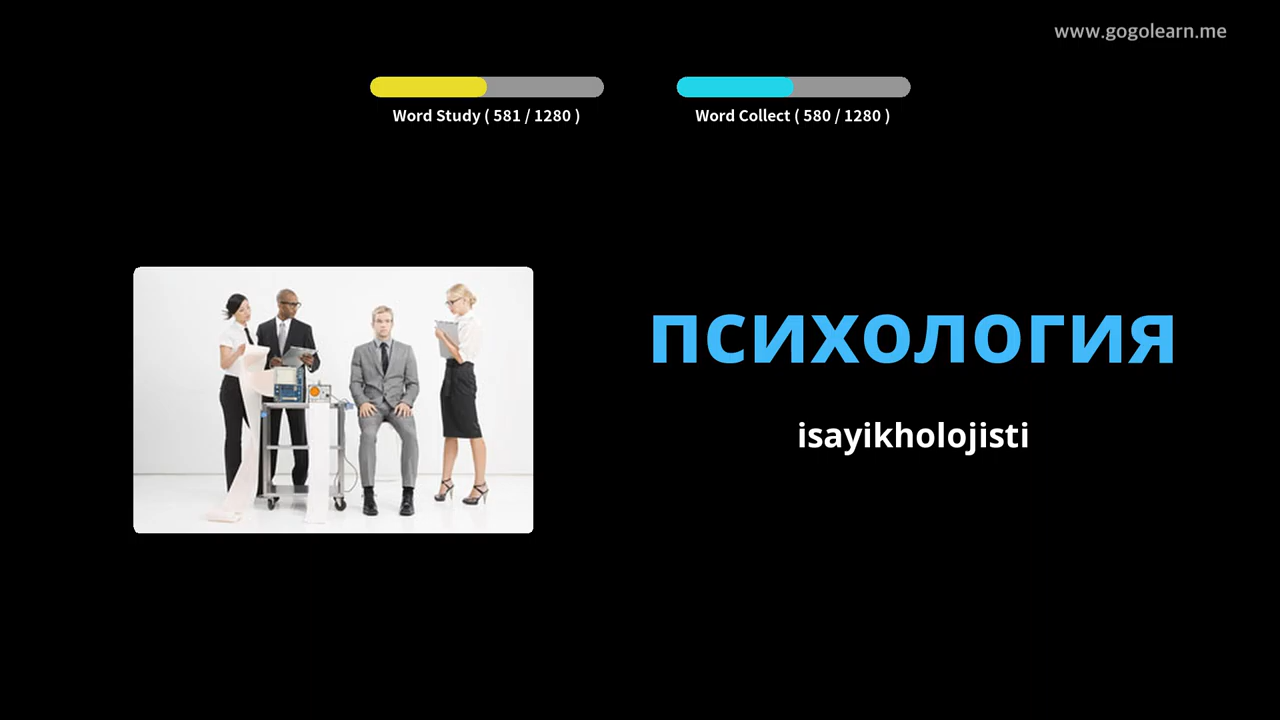 www.gogolearn.me
Word Study ( 581 / 1280 )
Word Collect ( 580 / 1280 )
психология
isayikholojisti